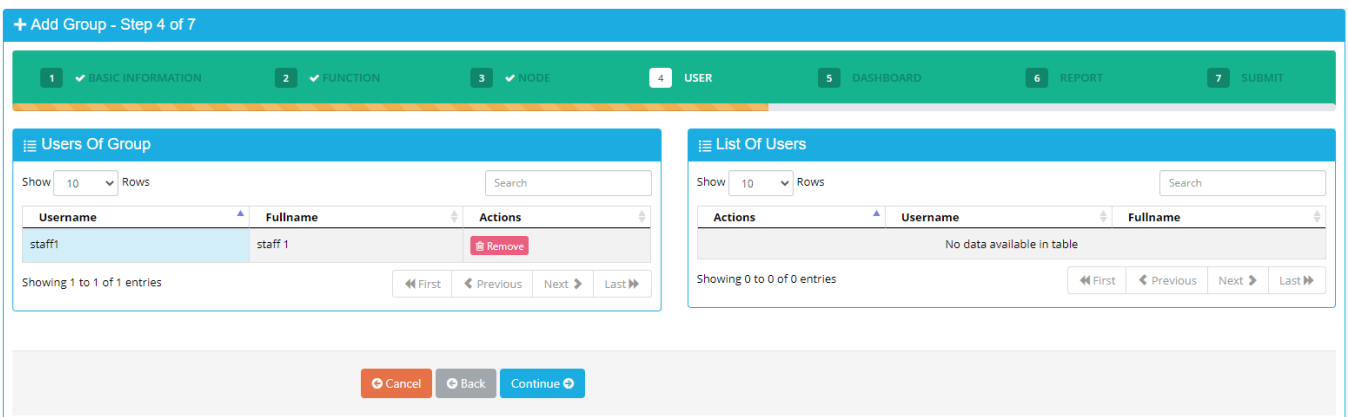 Add Group - Step 4 of 7
1 BASIC INFORMATION 2 FUNCTION 3 NODE 4 USER 5 DASHBOARD 6 REPORT 7 SUBMIT
Users Of Group
Show 10 Rows Search
Username Fullname Actions
staff1 staff 1 Remove
Showing 1 to 1 of 1 entries First Previous Next Last
List Of Users
Show 10 Rows Search
Actions Username Fullname
No data available in table
Showing 0 to 0 of 0 entries First Previous Next Last
Cancel Back Continue